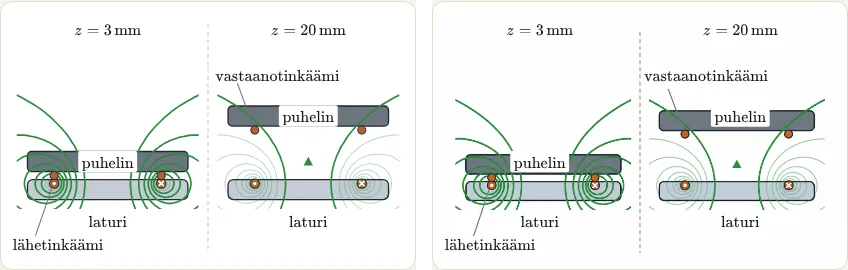 z = 3 mm
z = 20 mm
vastaanotinkäämi
puhelin
puhelin
laturi
laturi
lähetinkäämi
z = 3 mm
z = 20 mm
vastaanotinkäämi
puhelin
puhelin
laturi
laturi
lähetinkäämi